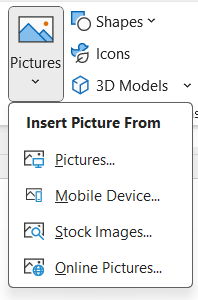 Pictures
Shapes
Icons
3D Models
Insert Picture From
Pictures...
Mobile Device...
Stock Images...
Online Pictures...